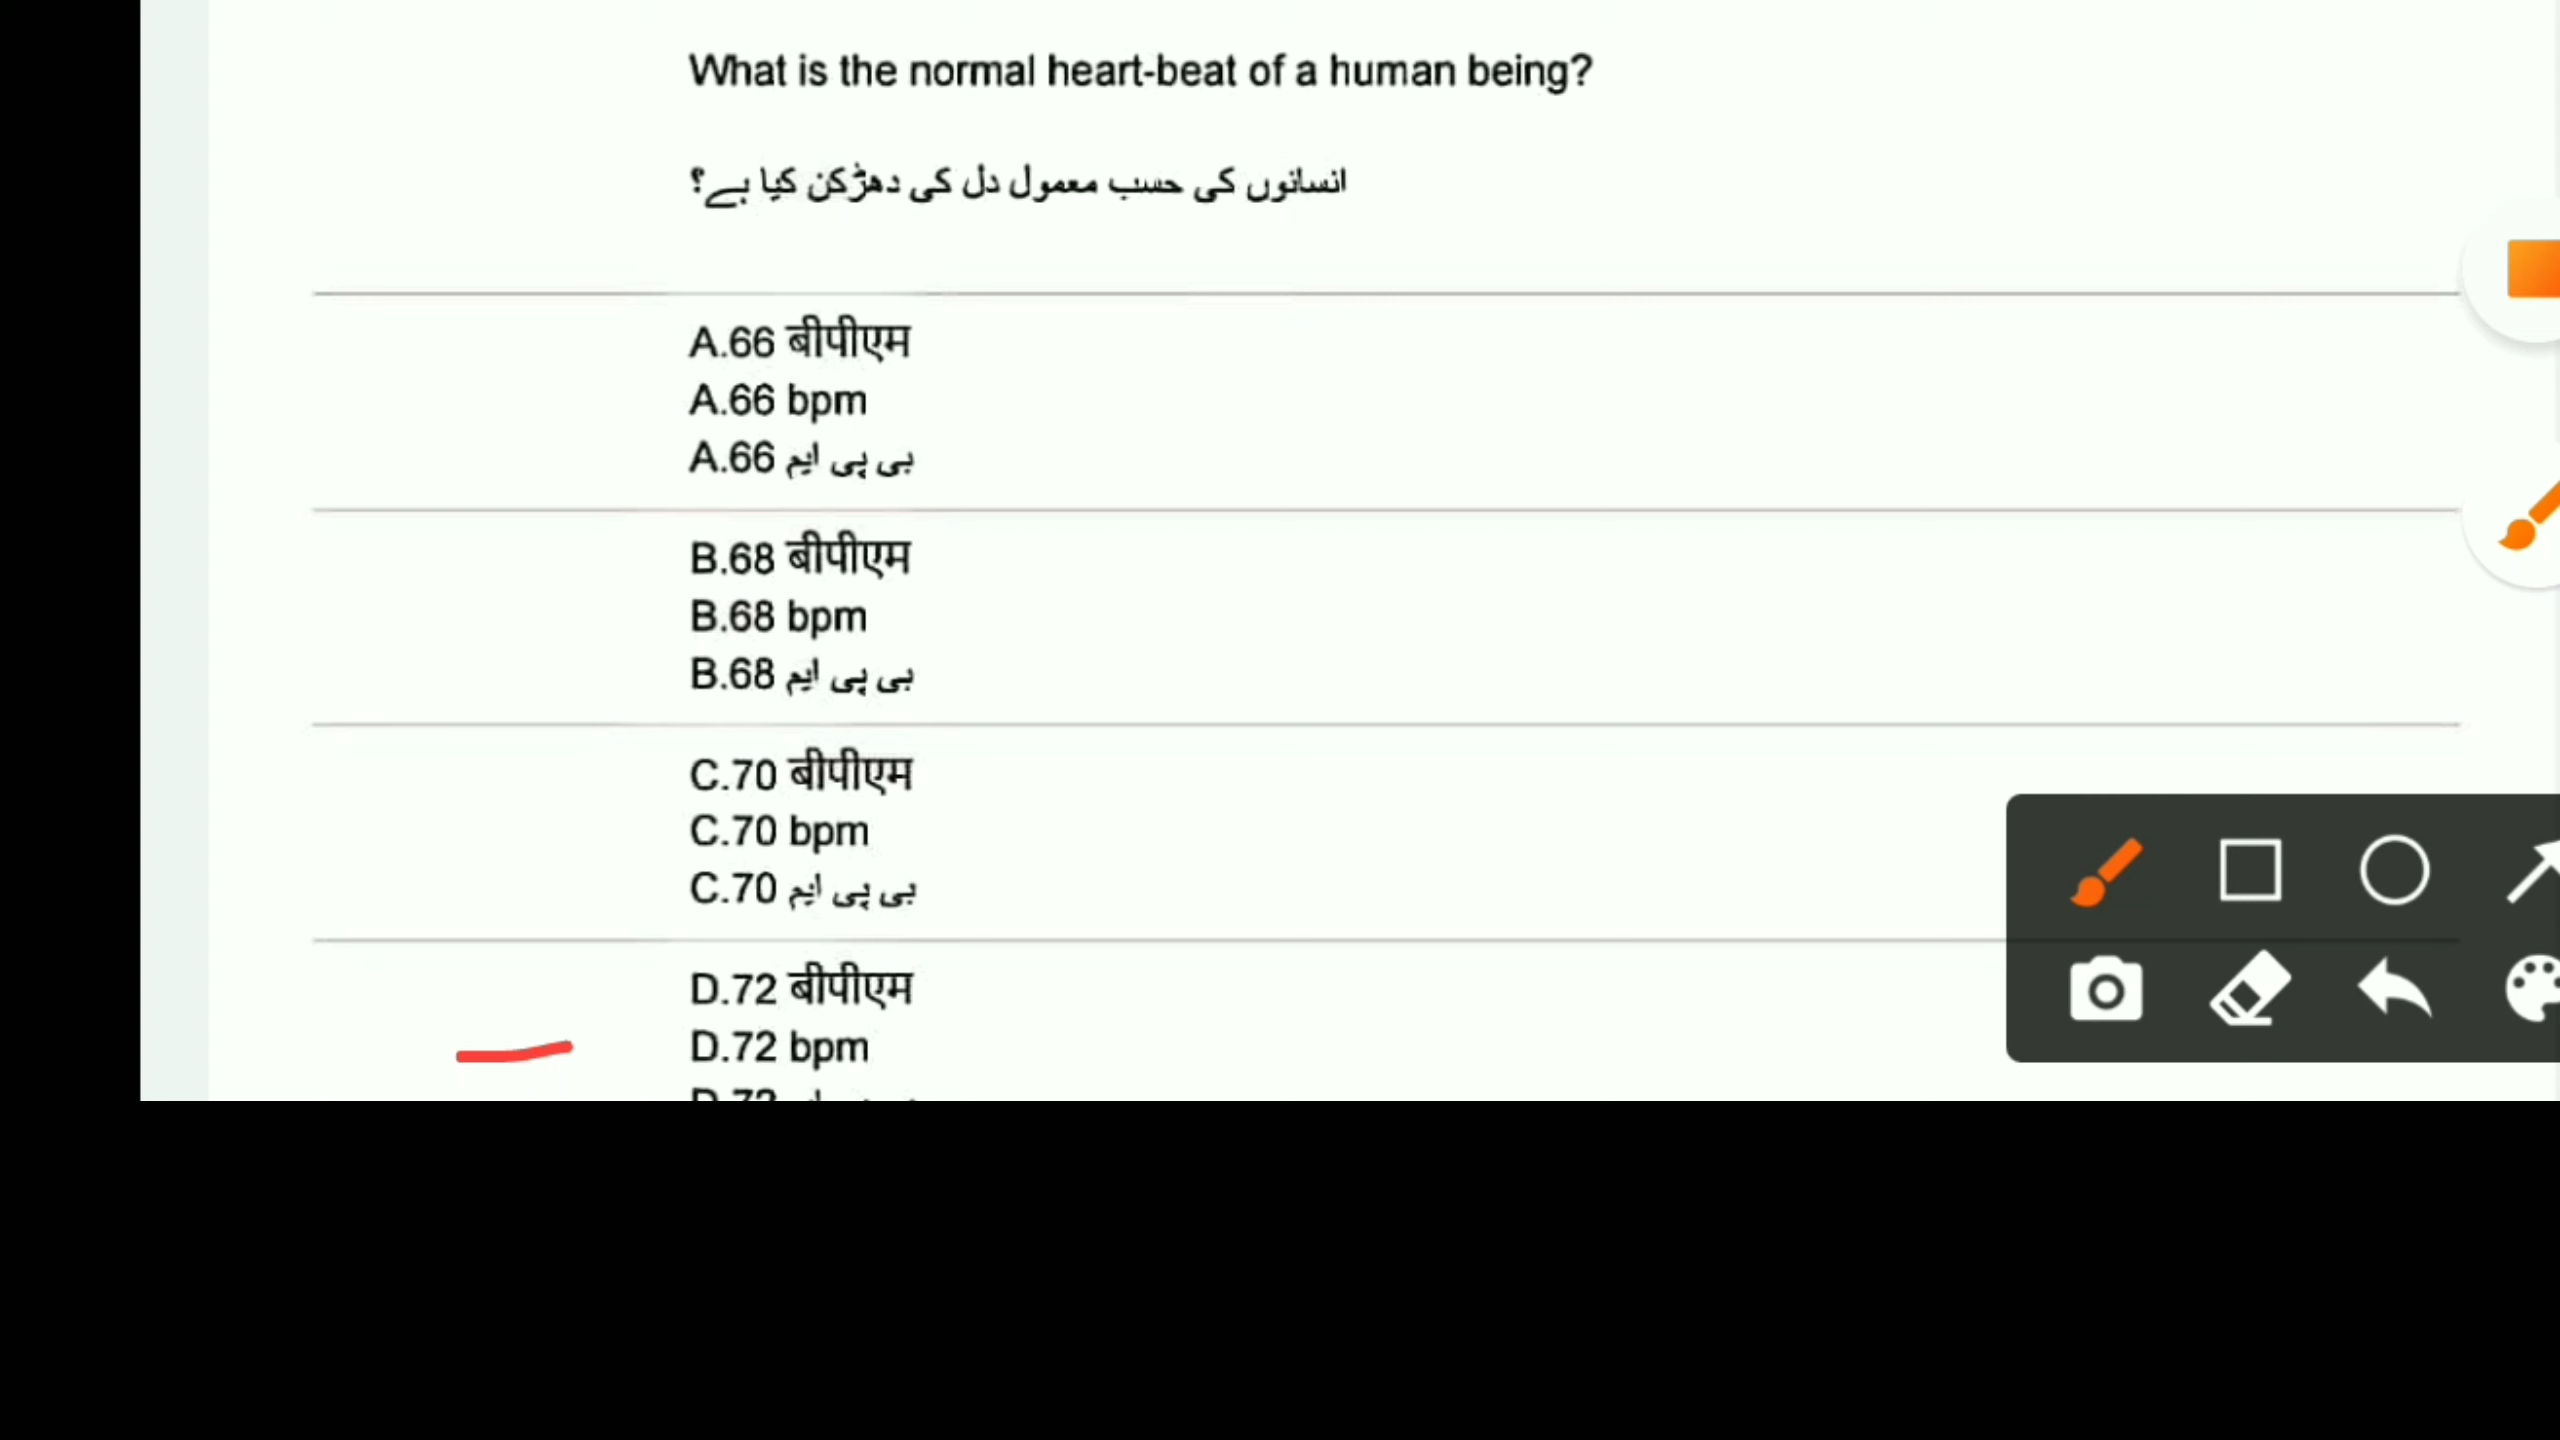 What is the normal heart-beat of a human being?
انسانوں کی حسب معمول دل کی دھڑکن کیا ہے؟
A.66 बीपीएम
A.66 bpm
A.66 بی پی ایم
B.68 बीपीएम
B.68 bpm
B.68 بی پی ایم
C.70 बीपीएम
C.70 bpm
C.70 بی پی ایم
D.72 बीपीएम
D.72 bpm